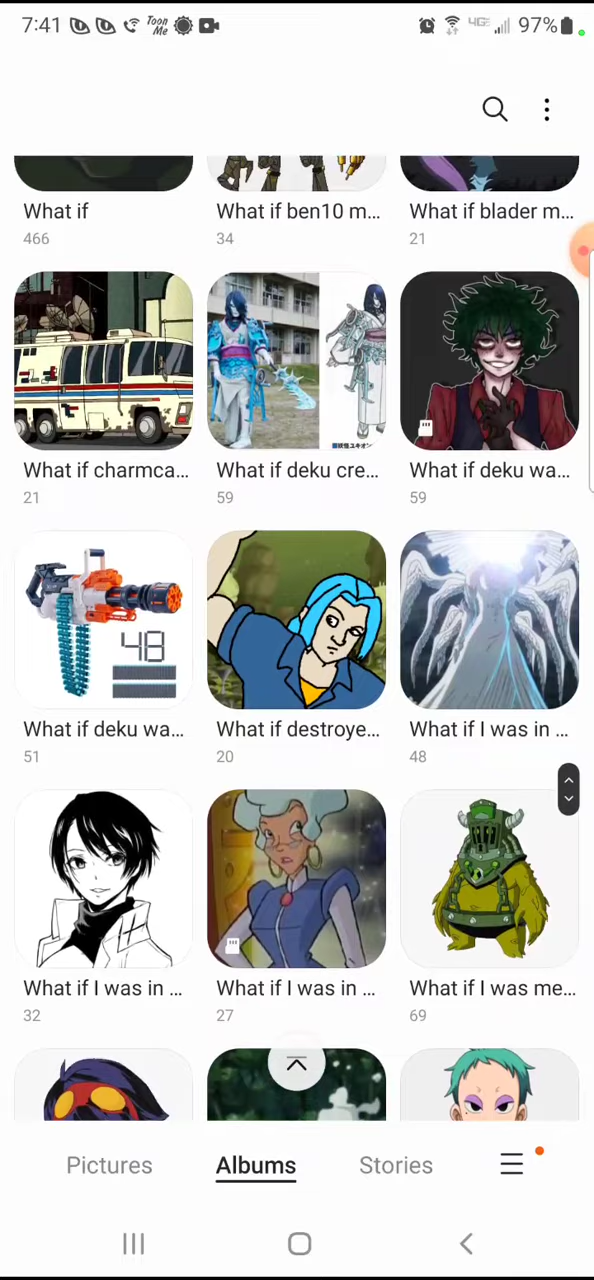 7:41
Toon Me
4GE
97%
What if
466
What if ben10 m...
34
What if blader m...
21
What if charmca...
21
What if deku cre...
59
What if deku wa...
59
48
What if deku wa...
51
What if destroye...
20
What if I was in ...
48
What if I was in ...
32
What if I was in ...
27
What if I was me...
69
Pictures
Albums
Stories